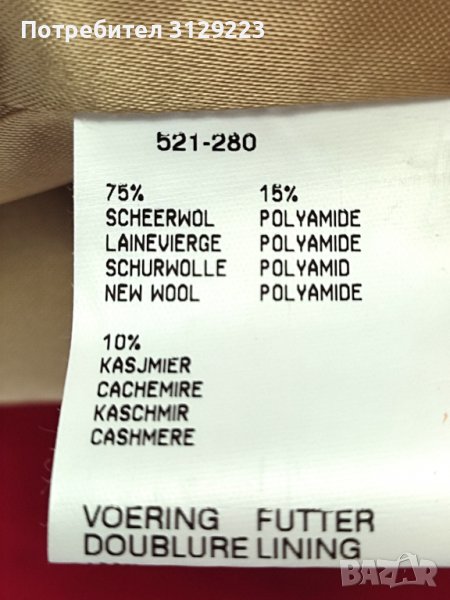 Потребител 3129223
521-280
75% 15%
SCHEERWOL POLYAMIDE
LAINEVIERGE POLYAMIDE
SCHURWOLLE POLYAMID
NEW WOOL POLYAMIDE
10%
KASJMIER
CACHEMIRE
KASCHMIR
CASHMERE
VOERING FUTTER
DOUBLURE LINING
BAZAR